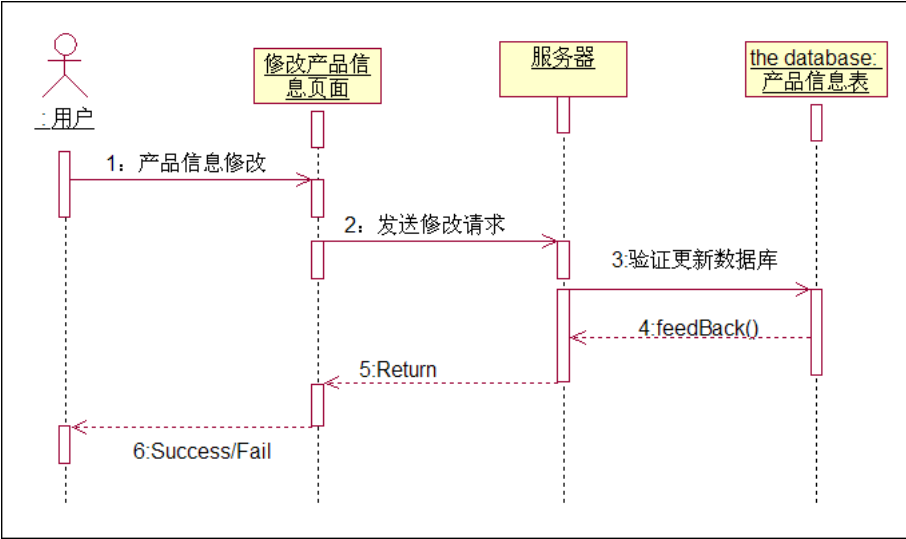 : 用户
修改产品信
息页面
服务器
the database:
产品信息表
1：产品信息修改
2：发送修改请求
3:验证更新数据库
4:feedBack()
5:Return
6:Success/Fail